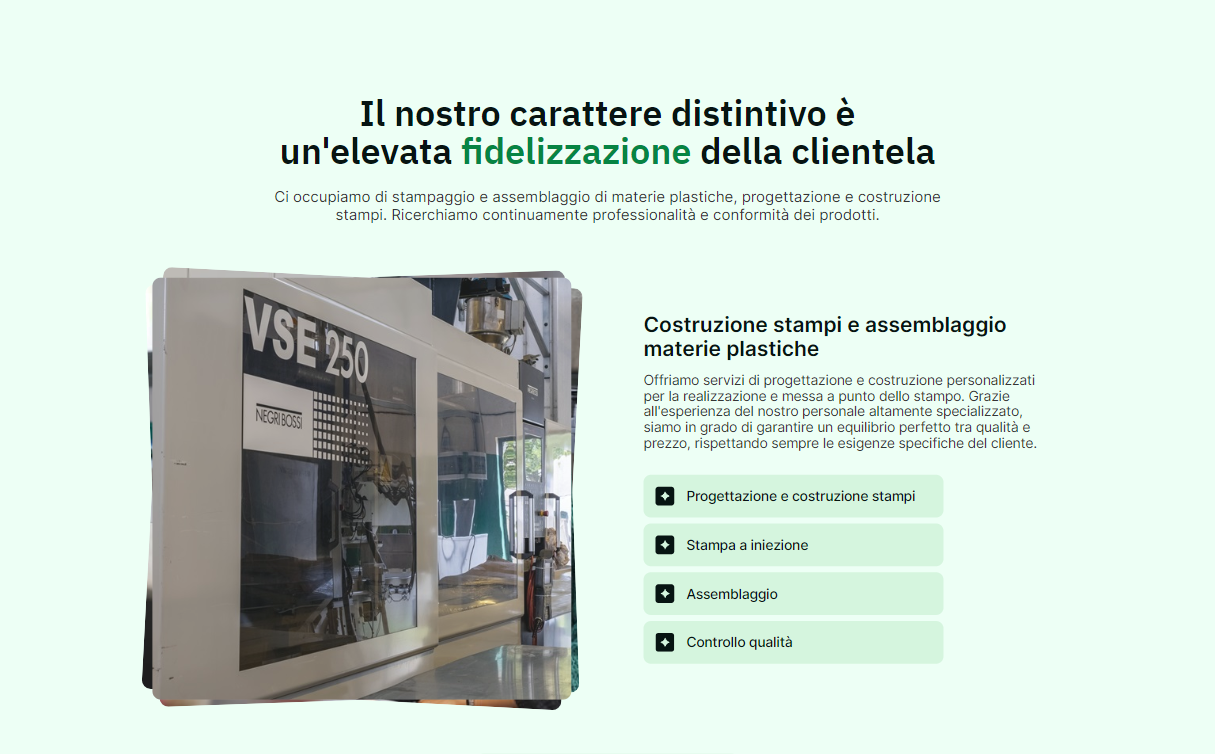 Il nostro carattere distintivo è
un'elevata fidelizzazione della clientela
Ci occupiamo di stampaggio e assemblaggio di materie plastiche, progettazione e costruzione
stampi. Ricerchiamo continuamente professionalità e conformità dei prodotti.
VSE 250
NEGRI BOSSI
Costruzione stampi e assemblaggio
materie plastiche
Offriamo servizi di progettazione e costruzione personalizzati
per la realizzazione e messa a punto dello stampo. Grazie
all'esperienza del nostro personale altamente specializzato,
siamo in grado di garantire un equilibrio perfetto tra qualità e
prezzo, rispettando sempre le esigenze specifiche del cliente.
Progettazione e costruzione stampi
Stampa a iniezione
Assemblaggio
Controllo qualità